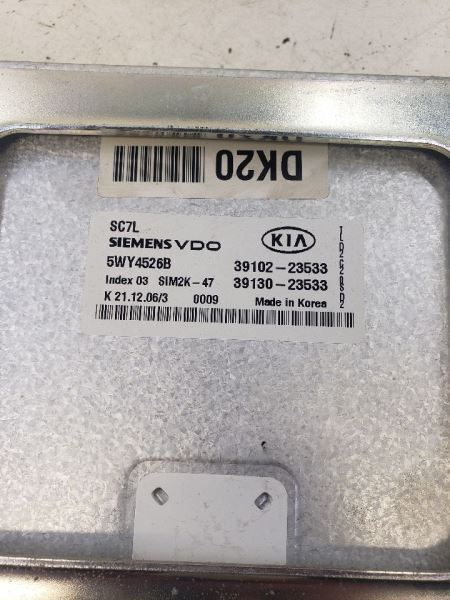 DK20
SC7L
SIEMENS VDO
KIA
5WY4526B
39102-23533
Index 03 SIM2K-47
39130-23533
K 21.12.06/3 0009
Made in Korea